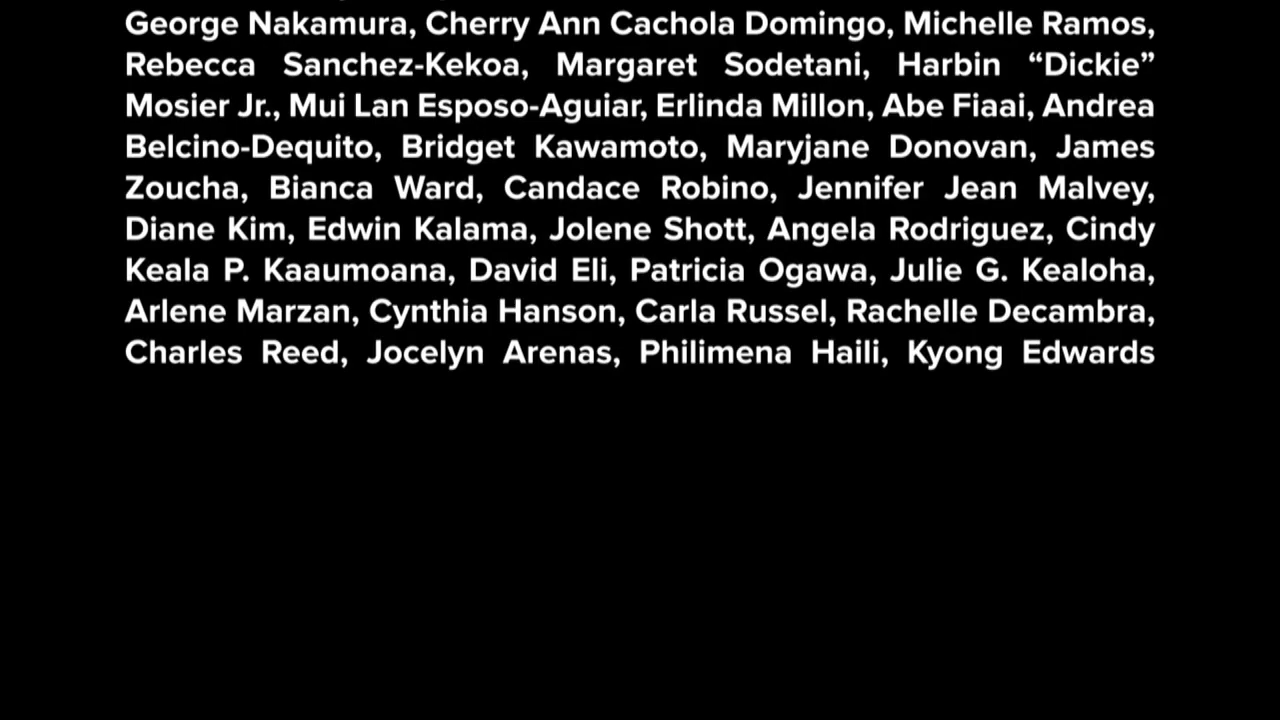 George Nakamura, Cherry Ann Cachola Domingo, Michelle Ramos,
Rebecca Sanchez-Kekoa, Margaret Sodetani, Harbin “Dickie”
Mosier Jr., Mui Lan Esposo-Aguiar, Erlinda Millon, Abe Fiaai, Andrea
Belcino-Dequito, Bridget Kawamoto, Maryjane Donovan, James
Zoucha, Bianca Ward, Candace Robino, Jennifer Jean Malvey,
Diane Kim, Edwin Kalama, Jolene Shott, Angela Rodriguez, Cindy
Keala P. Kaaumoana, David Eli, Patricia Ogawa, Julie G. Kealoha,
Arlene Marzan, Cynthia Hanson, Carla Russel, Rachelle Decambra,
Charles Reed, Jocelyn Arenas, Philimena Haili, Kyong Edwards